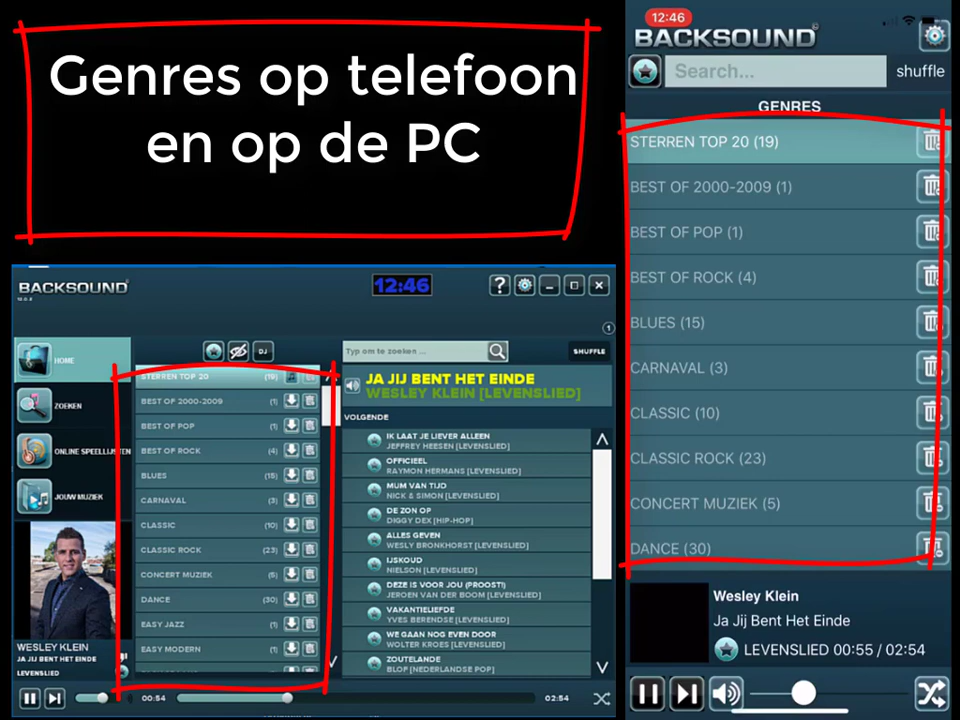 Genres op telefoon
en op de PC
12:46
BACKSOUND
Search...
shuffle
GENRES
STERREN TOP 20 (19)
BEST OF 2000-2009 (1)
BEST OF POP (1)
BEST OF ROCK (4)
BLUES (15)
CARNAVAL (3)
CLASSIC (10)
CLASSIC ROCK (23)
CONCERT MUZIEK (5)
DANCE (30)
Wesley Klein
Ja Jij Bent Het Einde
LEVENSLIED 00:55 / 02:54
BACKSOUND
12:46
?
1
HOME
ZOEKEN
ONLINE SPEELLIJSTEN
JOUW MUZIEK
DJ
STERREN TOP 20 (19)
BEST OF 2000-2009 (1)
BEST OF POP (1)
BEST OF ROCK (4)
BLUES (15)
CARNAVAL (3)
CLASSIC (10)
CLASSIC ROCK (23)
CONCERT MUZIEK (5)
DANCE (30)
EASY JAZZ (1)
EASY MODERN (1)
Typ om te zoeken ...
SHUFFLE
JA JIJ BENT HET EINDE
WESLEY KLEIN [LEVENSLIED]
VOLGENDE
IK LAAT JE LIEVER ALLEEN
JEFFREY HEESEN [LEVENSLIED]
OFFICIEEL
RAYMON HERMANS [LEVENSLIED]
MUM VAN TIJD
NICK & SIMON [LEVENSLIED]
DE ZON OP
DIGGY DEX [HIP-HOP]
ALLES GEVEN
WESLY BRONKHORST [LEVENSLIED]
IJSKOUD
NIELSON [LEVENSLIED]
DEZE IS VOOR JOU (PROOST!)
JEROEN VAN DER BOOM [LEVENSLIED]
VAKANTIELIEFDE
YVES BERENDSE [LEVENSLIED]
WE GAAN NOG EVEN DOOR
WOLTER KROES [LEVENSLIED]
ZOUTELANDE
BLOF [NEDERLANDSE POP]
WESLEY KLEIN
JA JIJ BENT HET EINDE
LEVENSLIED
00:54
02:54